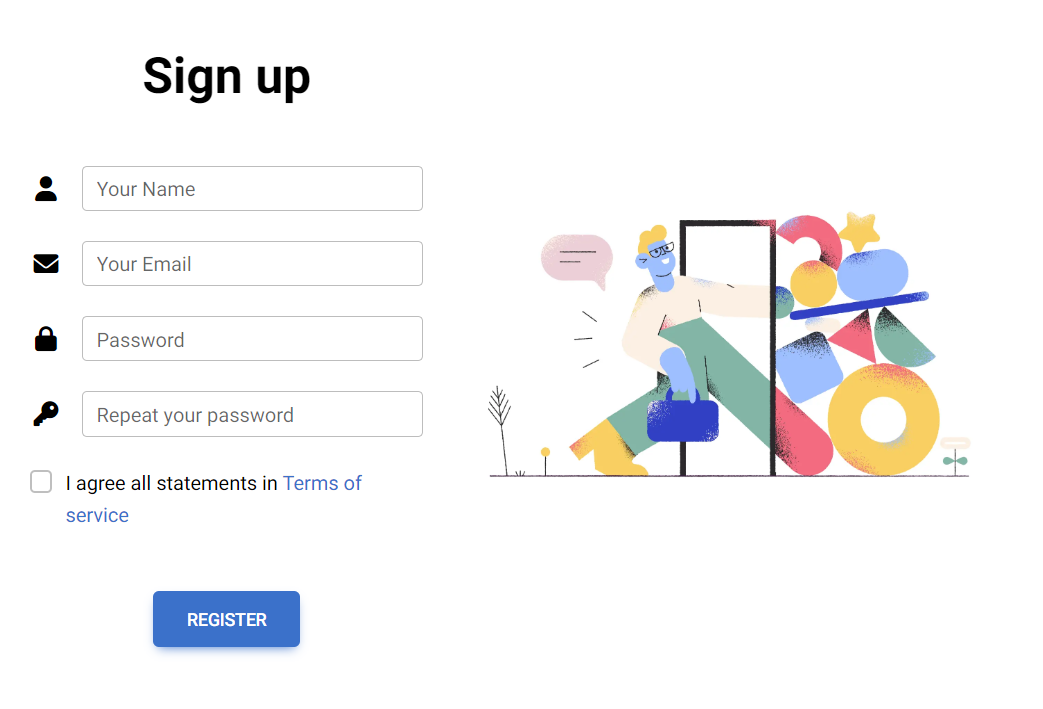 Sign up
Your Name
Your Email
Password
Repeat your password
I agree all statements in Terms of
service
REGISTER